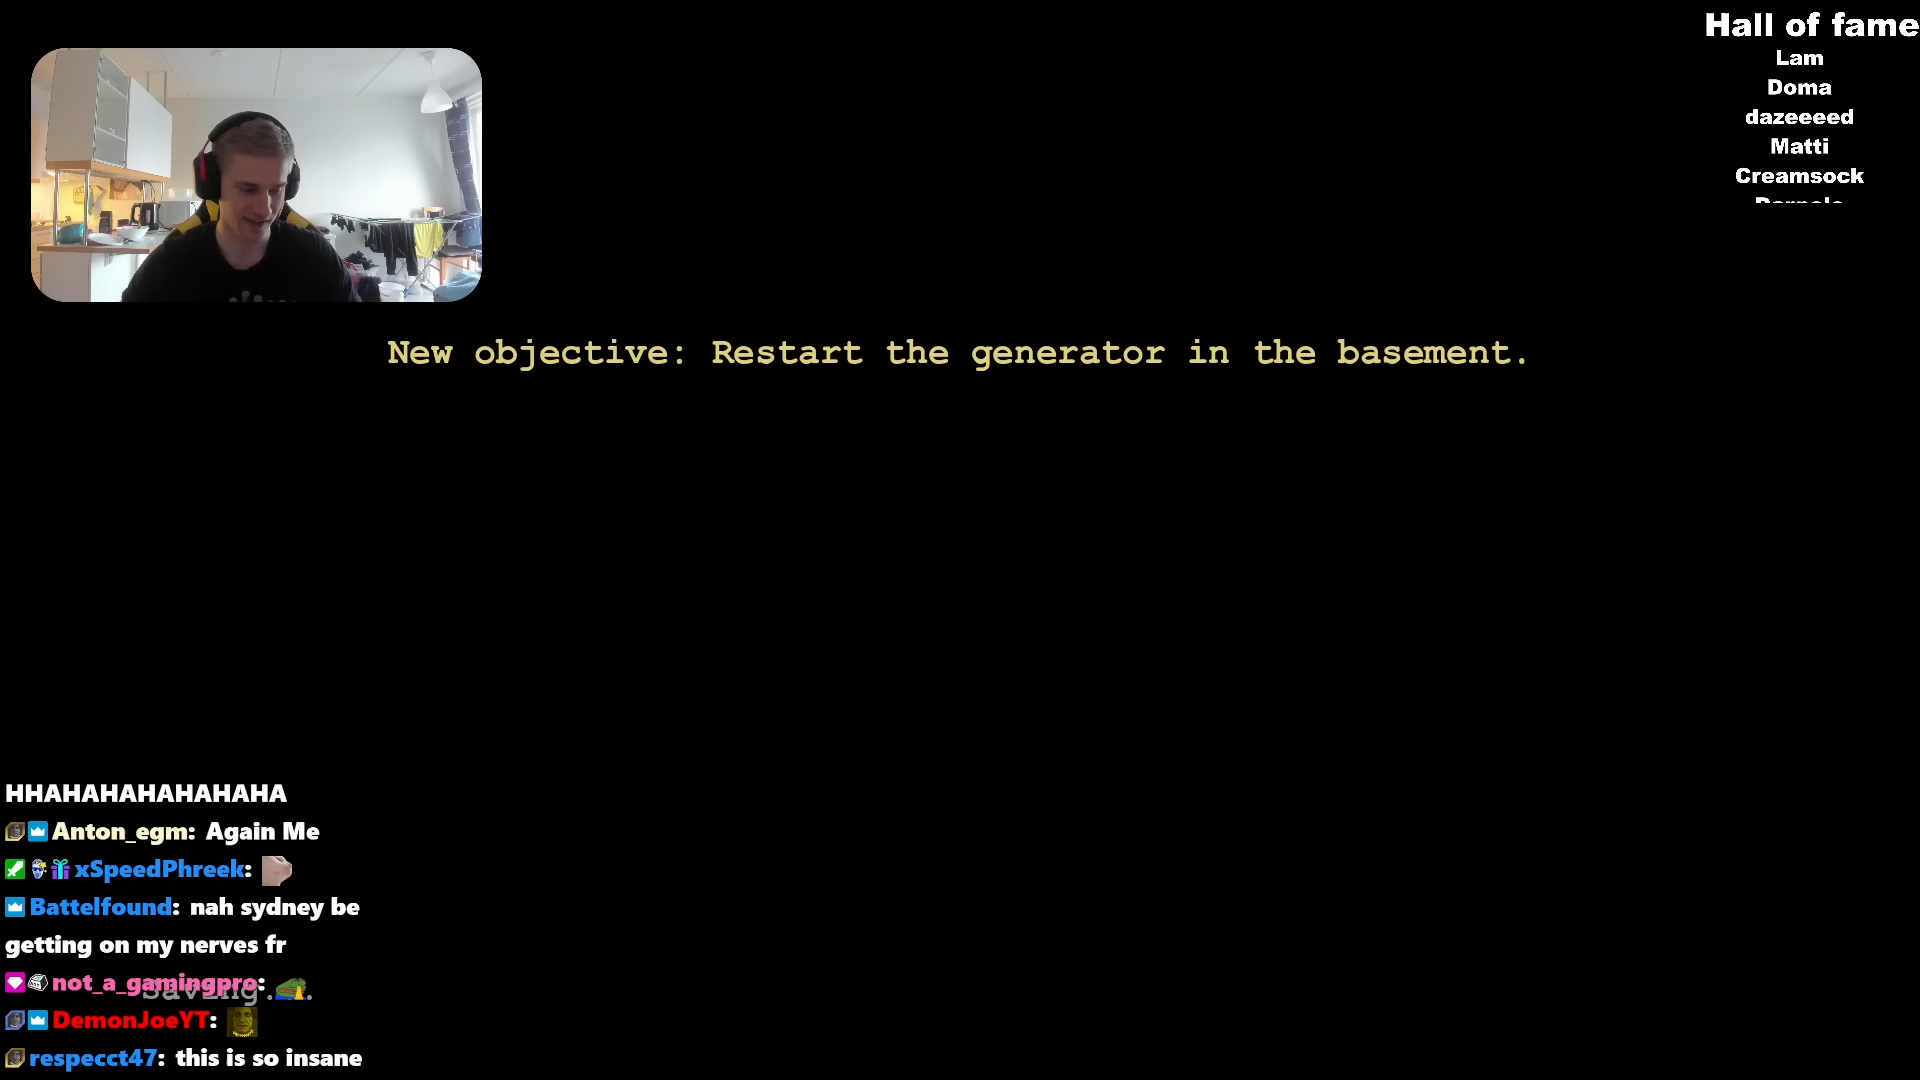 Hall of fame
Lam
Doma
dazeeeed
Matti
Creamsock
New objective: Restart the generator in the basement.
HHAHAHAHAHAHAHA
Anton_egm: Again Me
xSpeedPhreek:
Battelfound: nah sydney be
getting on my nerves fr
not_a_gamingpro:
Saving...
DemonJoeYT:
respecct47: this is so insane